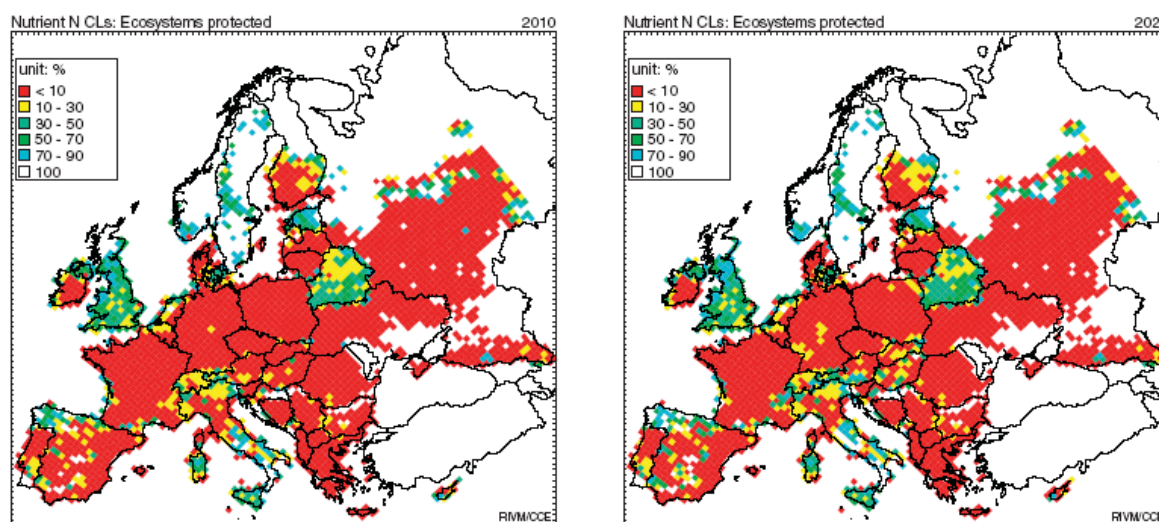 Nutrient N CLs: Ecosystems protected 2010
unit: %
< 10
10 - 30
30 - 50
50 - 70
70 - 90
100
RIVM/CCE
Nutrient N CLs: Ecosystems protected 202
unit: %
< 10
10 - 30
30 - 50
50 - 70
70 - 90
100
RIVM/CCE